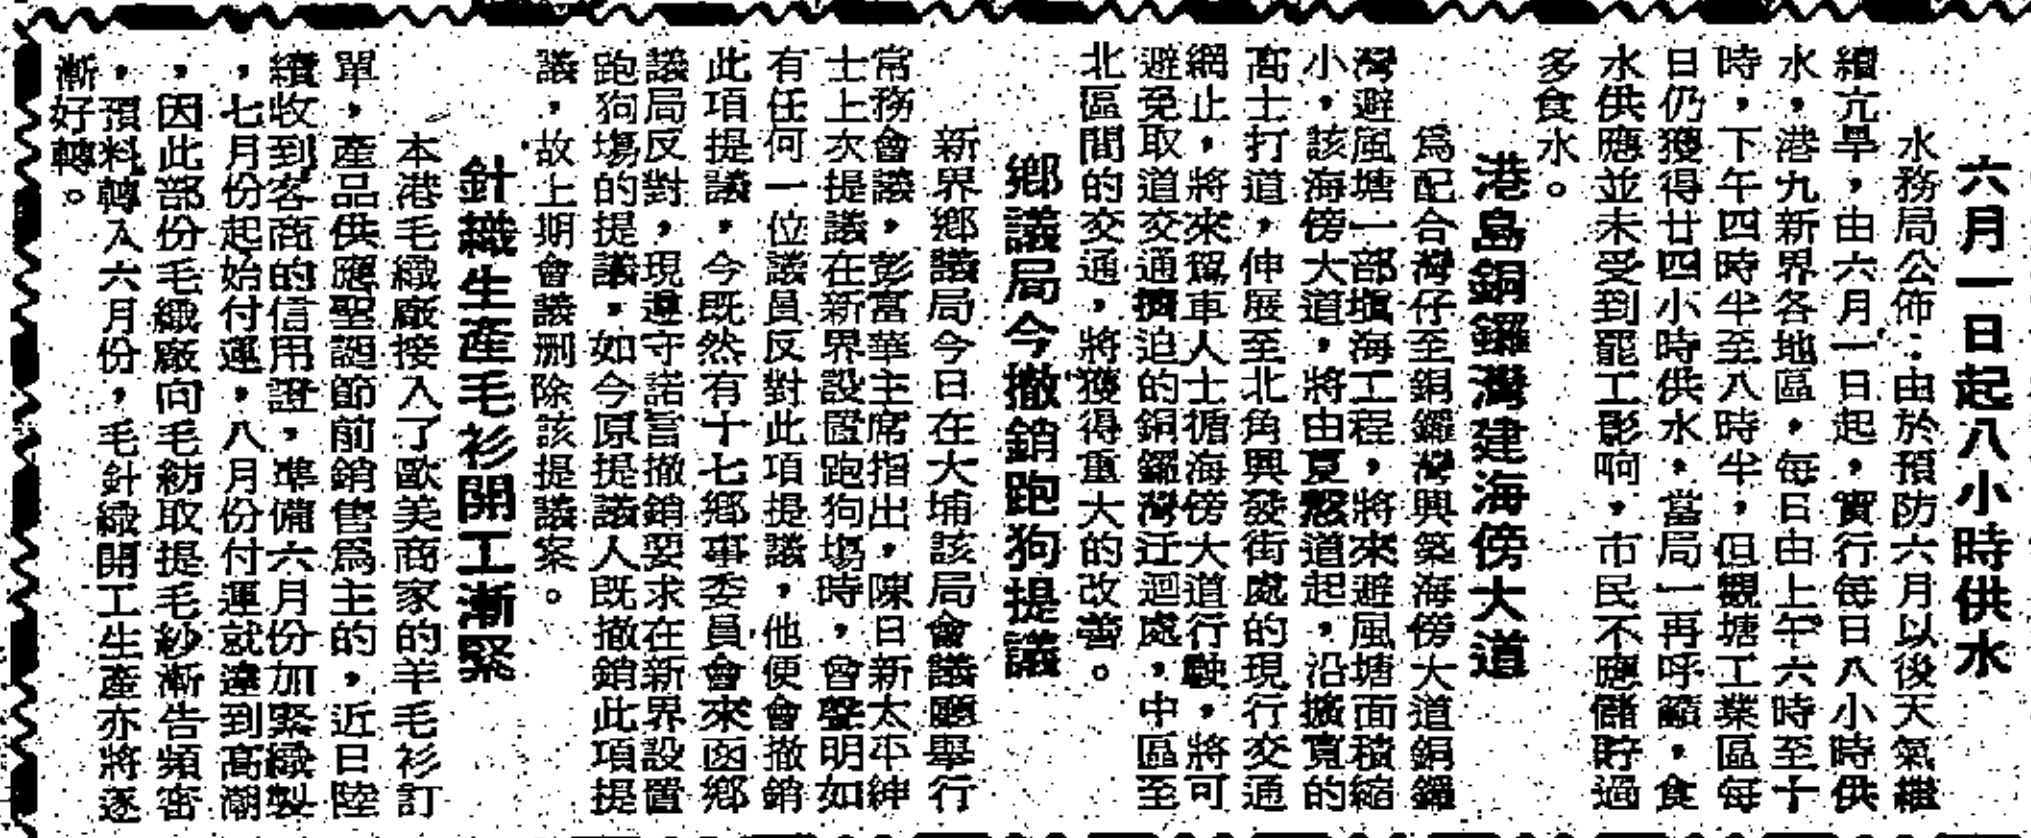 六月一日起八小時供水
水務局公佈：由於預防六月以後天氣繼
續亢旱，由六月一日起，實行每日八小時供
水，港九新界各地區，每日由上午六時至十
時，下午四時半至八時半，但觀塘工業區每
日仍獲得廿四小時供水，當局一再呼籲，食
水供應並未受到罷工影响，市民不應儲貯過
多食水。
港島銅鑼灣建海傍大道
爲配合灣仔至銅鑼灣興築海傍大道銅鑼
灣避風塘一部塡海工程，將來避風塘面積縮
小，該海傍大道，將由夏慤道起，沿擴寬的
高士打道，伸展至北角興發街處的現行交通
網止，將來駕車人士揗海傍大道行駛，將可
避免取道交通擠迫的銅鑼灣迂迴處，中區至
北區間的交通，將獲得重大的改善。
鄉議局今撤銷跑狗提議
新界鄉議局今日在大埔該局會議廳舉行
常務會議，彭富華主席指出，陳日新太平紳
士上次提議在新界設置跑狗塲時，曾聲明如
有任何一位議員反對此項提議，他便會撤銷
此項提議，今既然有十七鄉事委員會來函鄉
議局反對，現遵守諾言撤銷要求在新界設置
跑狗塲的提議，如今原提議人既撤銷此項提
議，故上期會議刪除該提議案。
針織生產毛衫開工漸緊
本港毛織廠接入了歐美商家的羊毛衫訂
單，產品供應聖誕節前銷售爲主的，近日陸
續收到客商的信用證，準備六月份加緊織製
，七月份起始付運，八月份付運就達到高潮
，因此部份毛織廠向毛紡取提毛紗漸告頻密
，預料轉入六月份，毛針織開工生產亦將逐
漸好轉。